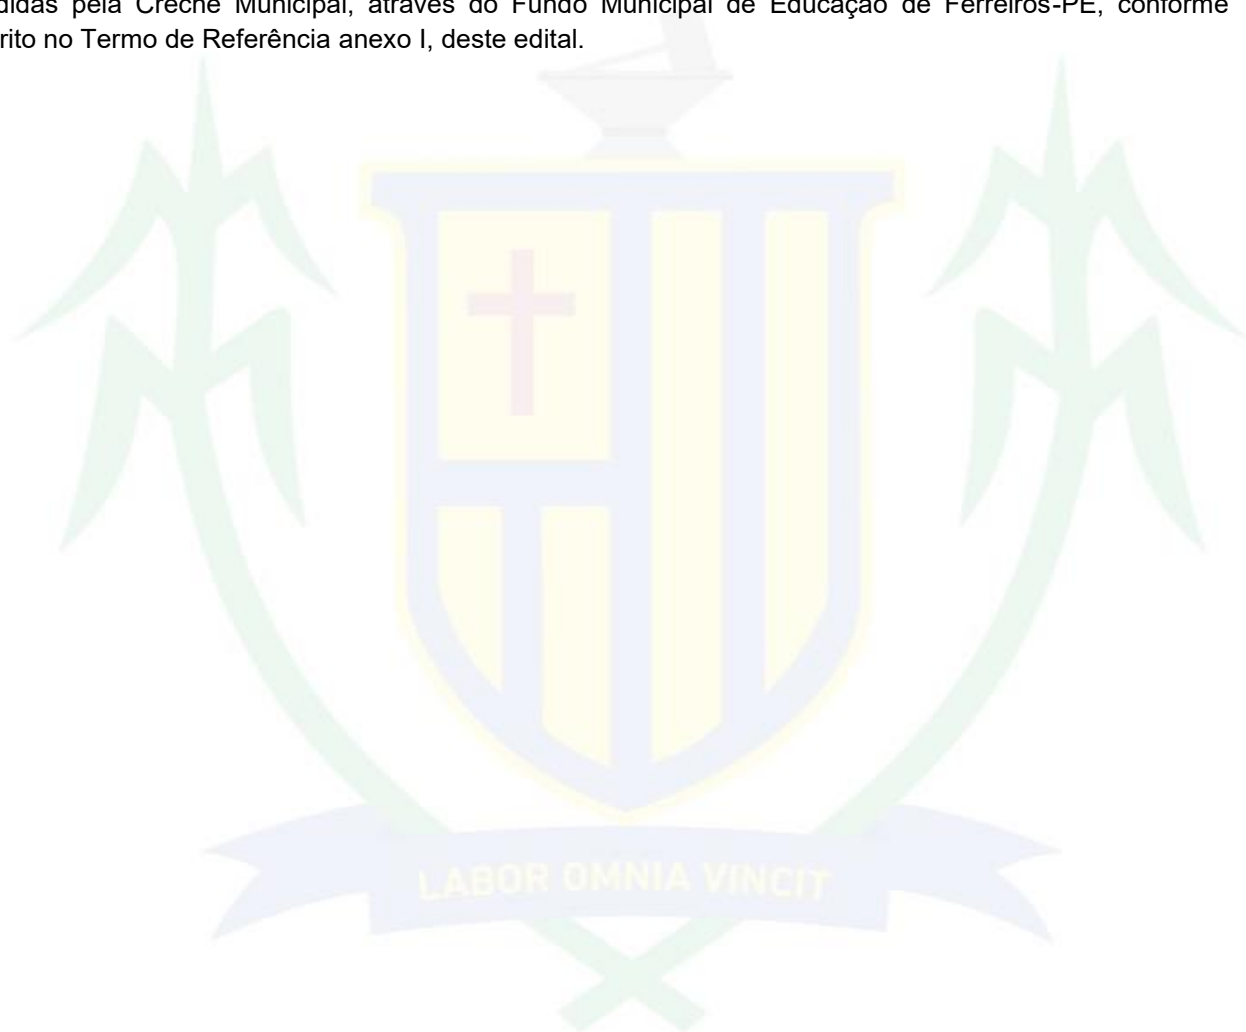 didas pela Creche Municipal, através do Fundo Municipal de Educação de Ferreiros-PE, conforme
rito no Termo de Referência anexo I, deste edital.
LABOR OMNIA VINCIT